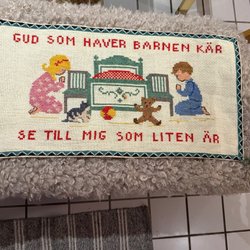 GUD SOM HAVER BARNEN KÄR
SE TILL MIG SOM LITEN ÄR